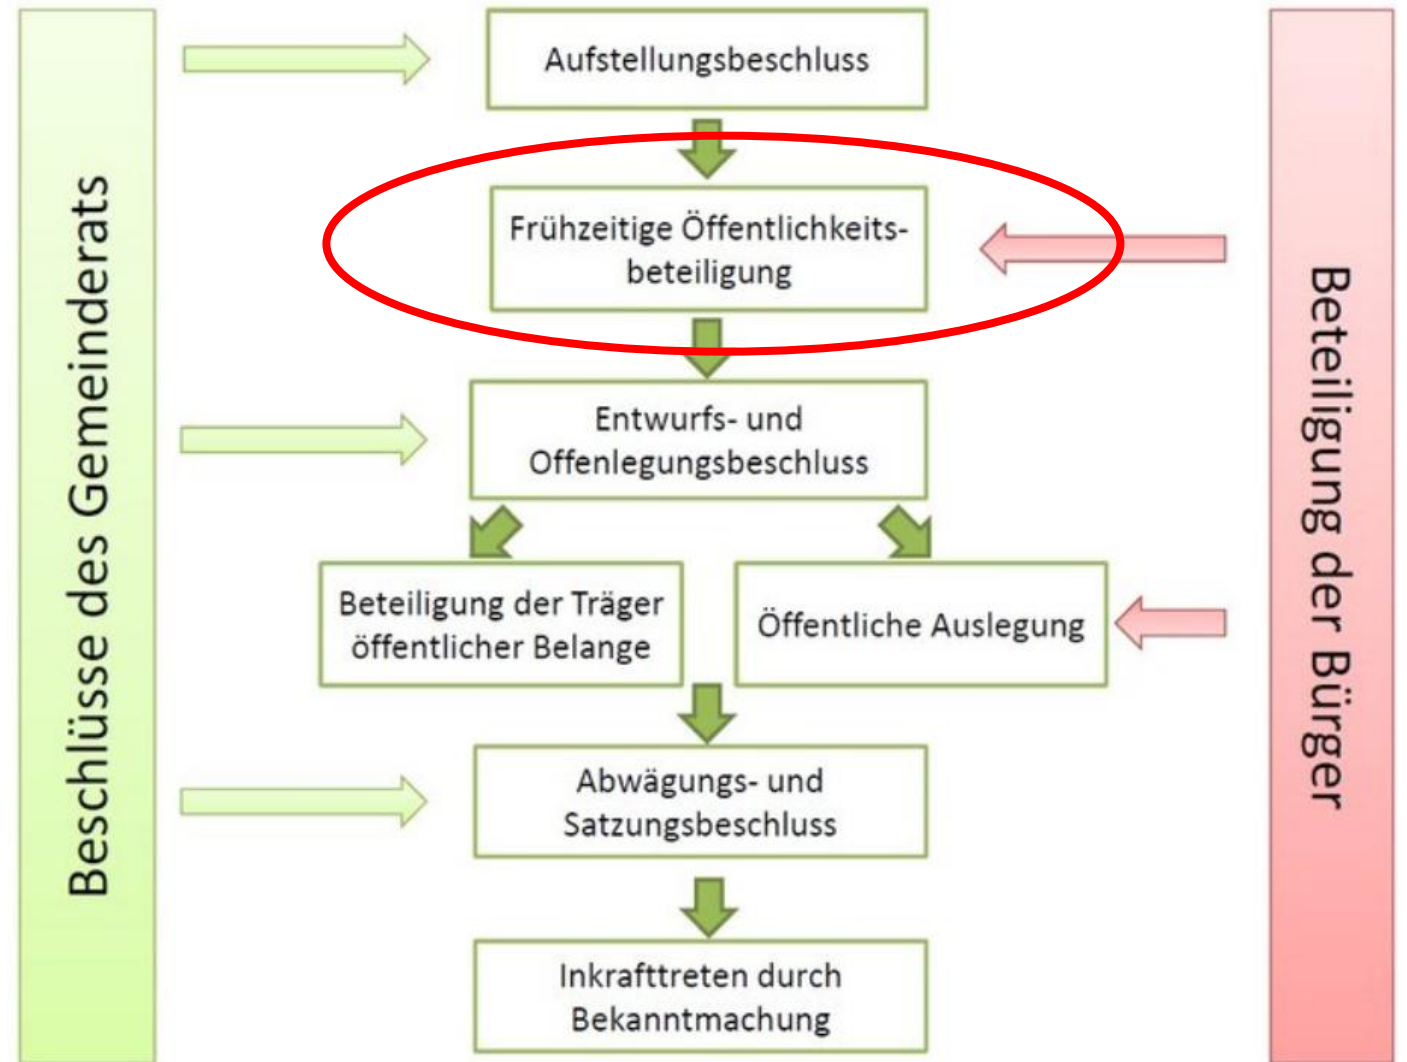 Beschlüsse des Gemeinderats
Aufstellungsbeschluss
Frühzeitige Öffentlichkeits-
beteiligung
Entwurfs- und
Offenlegungsbeschluss
Beteiligung der Träger
öffentlicher Belange
Öffentliche Auslegung
Abwägungs- und
Satzungsbeschluss
Inkrafttreten durch
Bekanntmachung
Beteiligung der Bürger